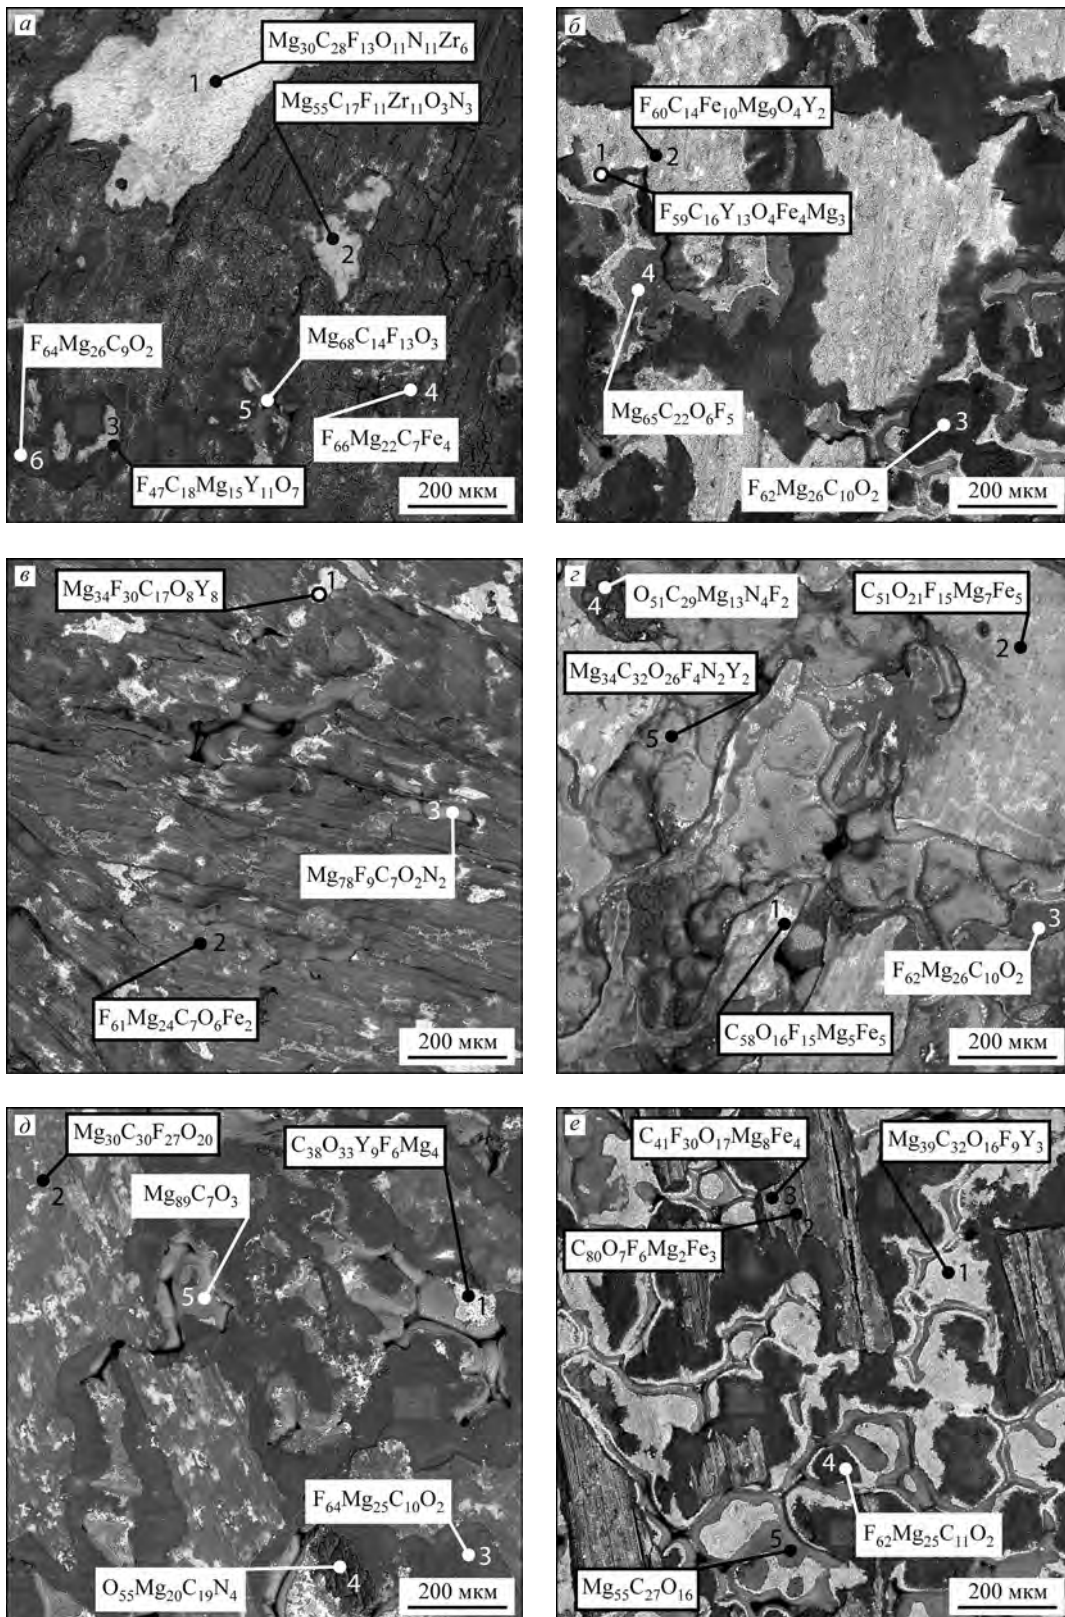 а
1
Mg₃₀C₂₈F₁₃O₁₁N₁₁Zr₆
Mg₅₅C₁₇F₁₁Zr₁₁O₃N₃
2
F₆₄Mg₂₆C₉O₂
Mg₆₈C₁₄F₁₃O₃
4
5
3
6
F₆₆Mg₂₂C₇Fe₄
F₄₇C₁₈Mg₁₅Y₁₁O₇
200 мкм
б
F₆₀C₁₄Fe₁₀Mg₉O₄Y₂
1
2
F₅₉C₁₆Y₁₃O₄Fe₄Mg₃
4
Mg₆₅C₂₂O₆F₅
3
F₆₂Mg₂₆C₁₀O₂
200 мкм
в
1
Mg₃₄F₃₀C₁₇O₈Y₈
3
Mg₇₈F₉C₇O₂N₂
2
F₆₁Mg₂₄C₇O₆Fe₂
200 мкм
г
4
O₅₁C₂₉Mg₁₃N₄F₂
C₅₁O₂₁F₁₅Mg₇Fe₅
2
Mg₃₄C₃₂O₂₆F₄N₂Y₂
5
1
3
F₆₂Mg₂₆C₁₀O₂
C₅₈O₁₆F₁₅Mg₅Fe₅
200 мкм
д
Mg₃₀C₃₀F₂₇O₂₀
C₃₈O₃₃Y₉F₆Mg₄
2
Mg₈₉C₇O₃
5
1
F₆₄Mg₂₅C₁₀O₂
3
4
O₅₅Mg₂₀C₁₉N₄
200 мкм
е
C₄₁F₃₀O₁₇Mg₈Fe₄
Mg₃₉C₃₂O₁₆F₉Y₃
3
2
C₈₀O₇F₆Mg₂Fe₃
1
4
F₆₂Mg₂₅C₁₁O₂
5
Mg₅₅C₂₇O₁₆
200 мкм